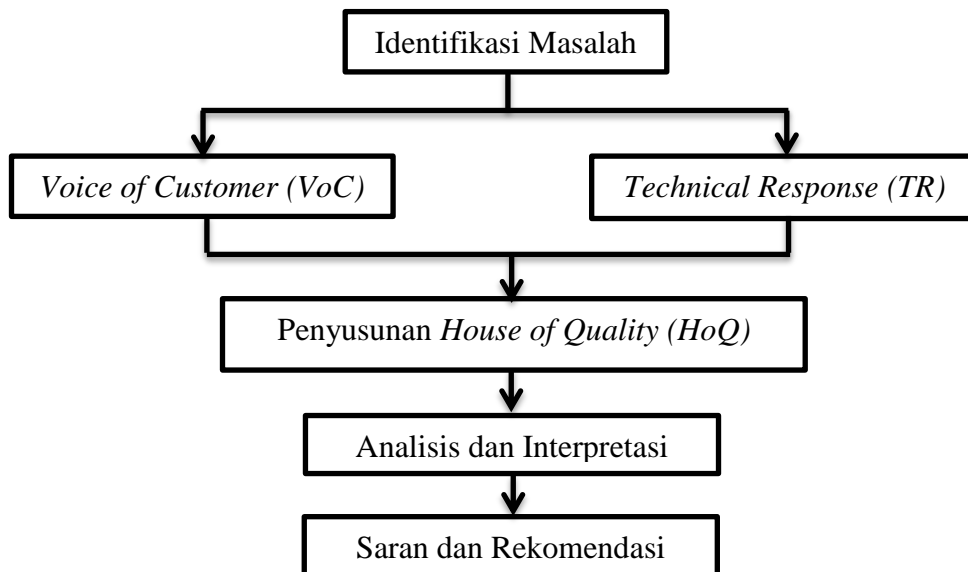 Identifikasi Masalah
Voice of Customer (VoC)
Technical Response (TR)
Penyusunan House of Quality (HoQ)
Analisis dan Interpretasi
Saran dan Rekomendasi